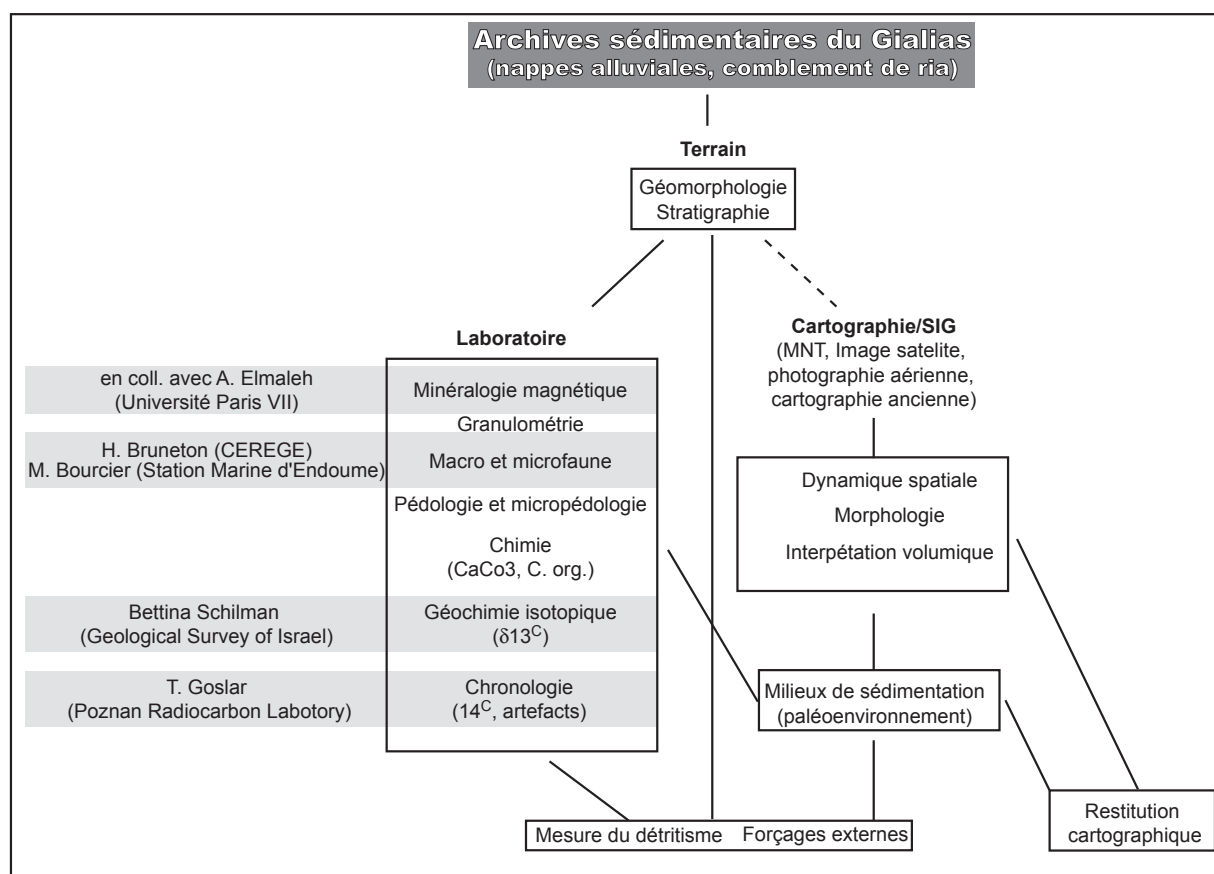 Archives sédimentaires du Gialias
(nappes alluviales, comblement de ria)
Terrain
Géomorphologie
Stratigraphie
Laboratoire
en coll. avec A. Elmaleh
(Université Paris VII)
Minéralogie magnétique
Granulométrie
H. Bruneton (CEREGE)
M. Bourcier (Station Marine d'Endoume)
Macro et microfaune
Pédologie et micropédologie
Chimie
(CaCo3, C. org.)
Bettina Schilman
(Geological Survey of Israel)
Géochimie isotopique
(δ13C)
T. Goslar
(Poznan Radiocarbon Labotory)
Chronologie
(14C, artefacts)
Cartographie/SIG
(MNT, Image satelite,
photographie aérienne,
cartographie ancienne)
Dynamique spatiale
Morphologie
Interpétation volumique
Milieux de sédimentation
(paléoenvironnement)
Mesure du détritisme
Forçages externes
Restitution
cartographique